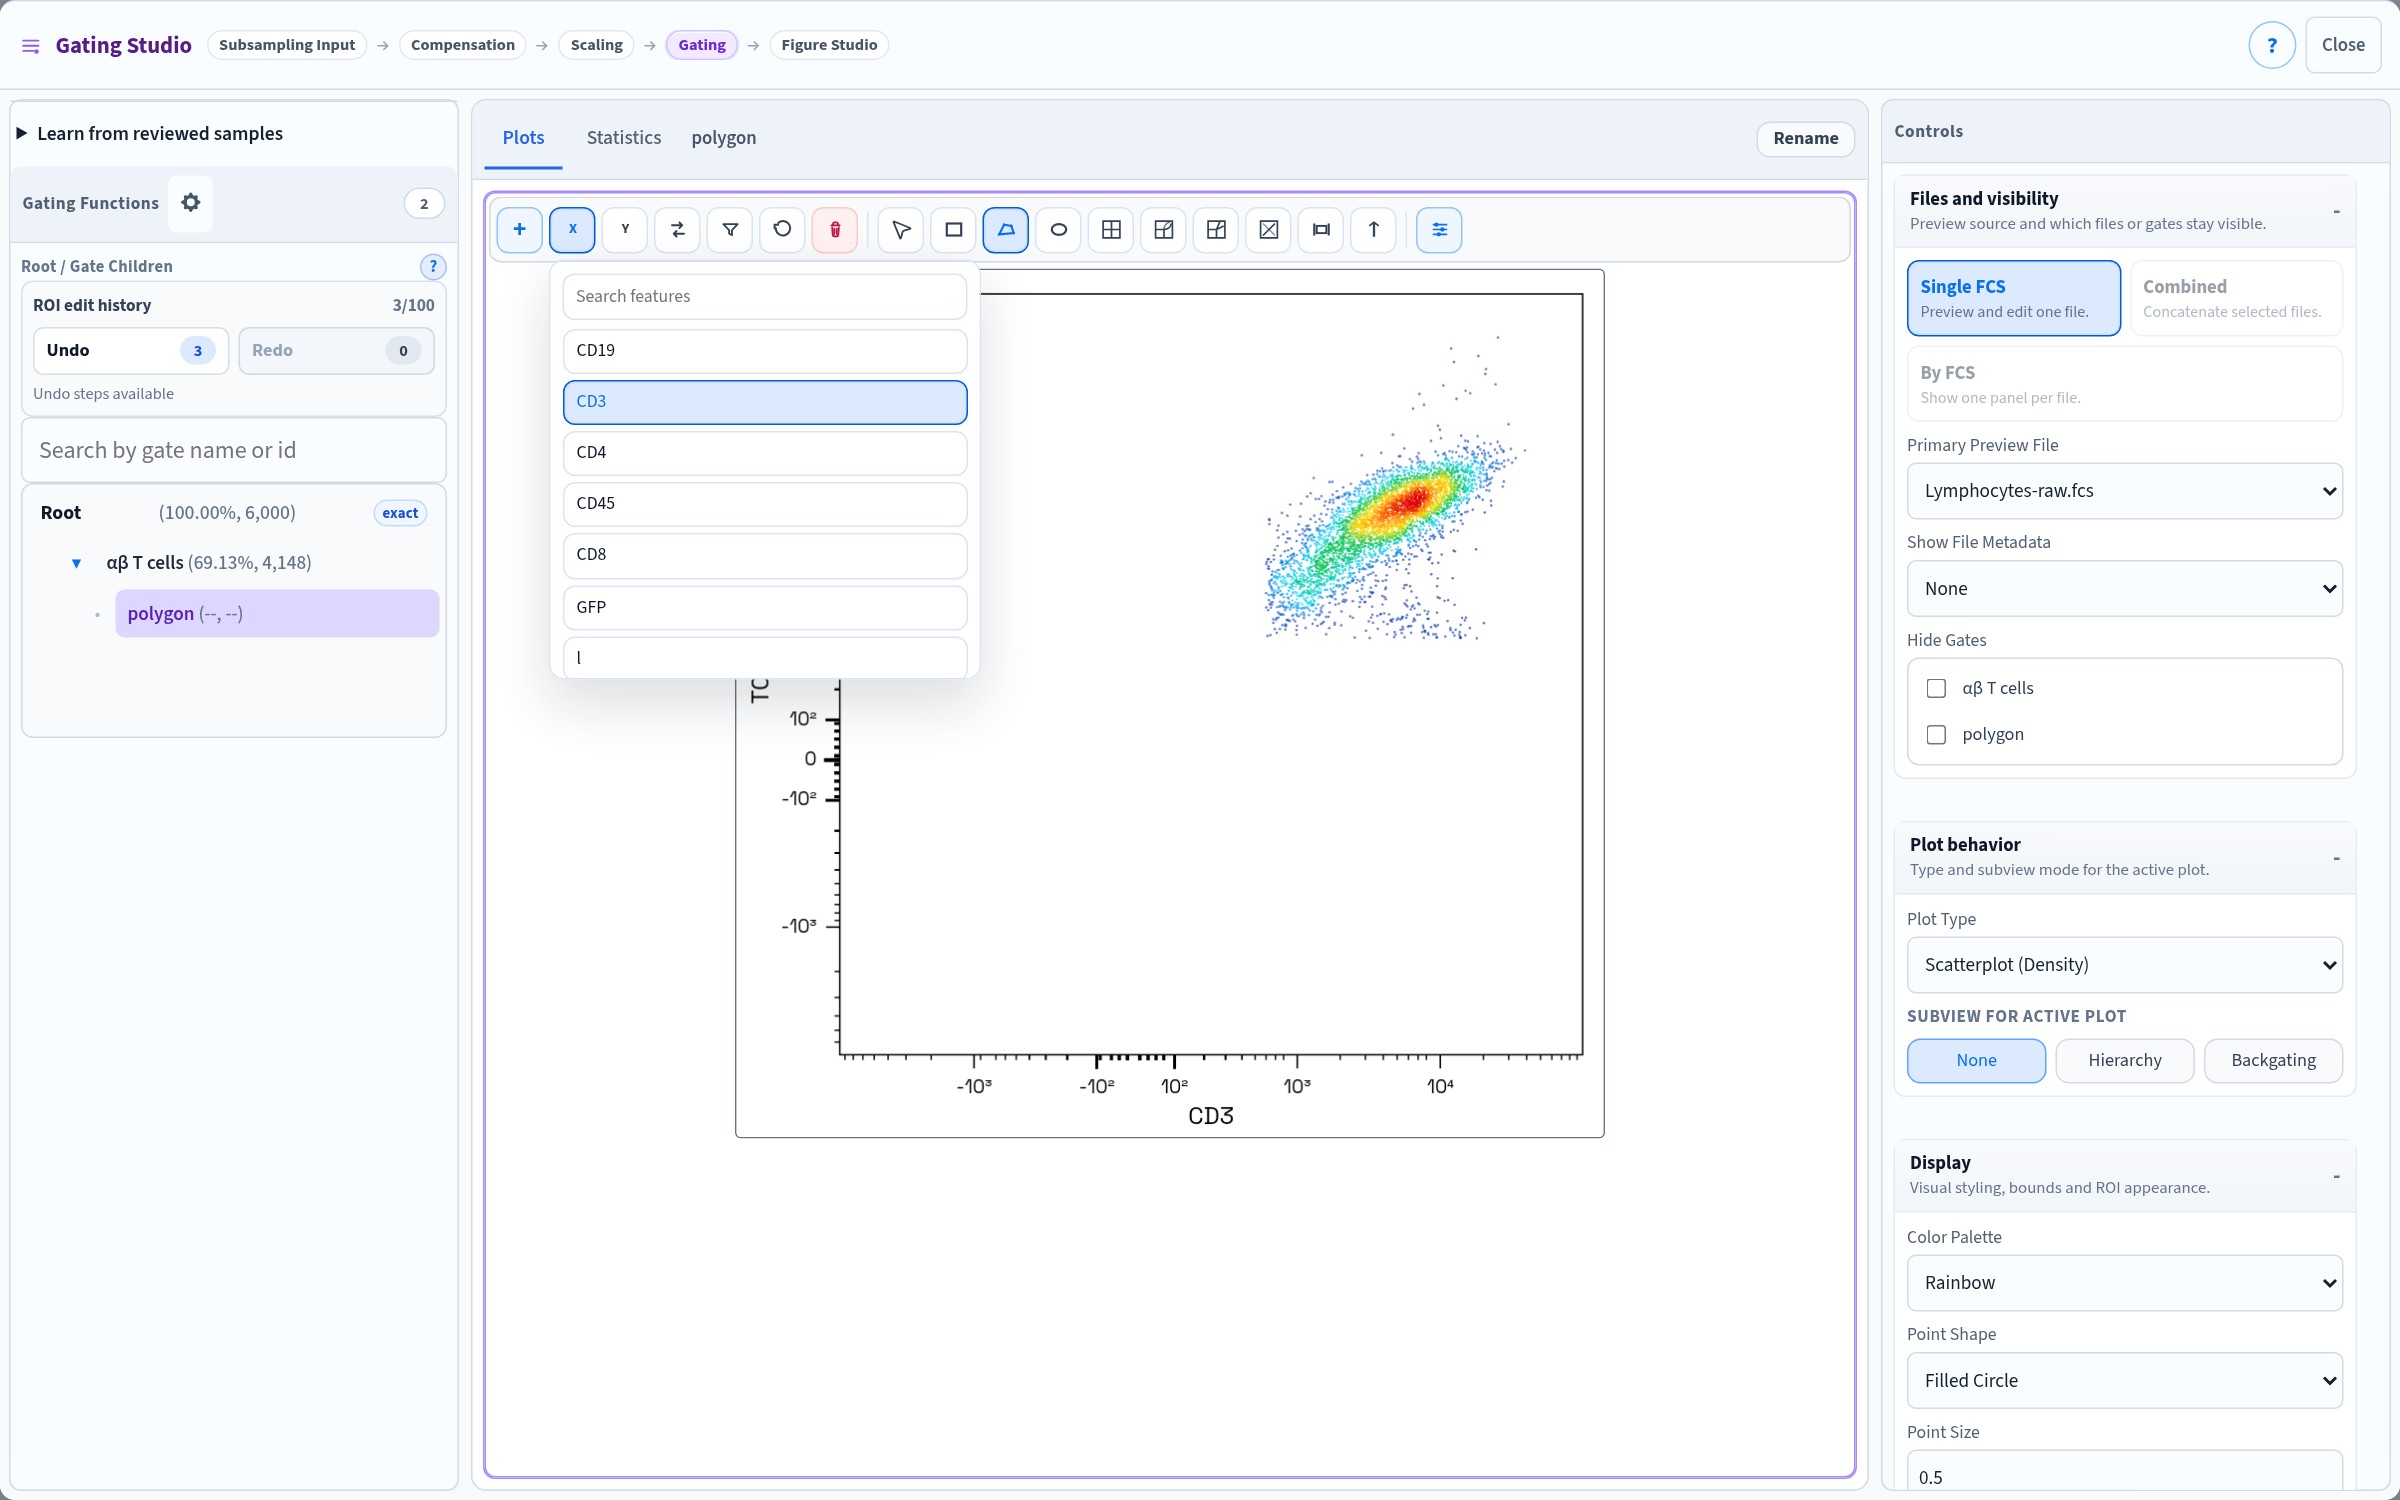 Gating Studio
Subsampling Input → Compensation → Scaling → Gating → Figure Studio
? Close
Learn from reviewed samples
Gating Functions 2
Root / Gate Children ?
ROI edit history 3/100
Undo 3 Redo 0
Undo steps available
Search by gate name or id
Root (100.00%, 6,000) exact
αβ T cells (69.13%, 4,148)
polygon (--, --)
Plots Statistics polygon Rename
+ X Y
Search features
CD19
CD3
CD4
CD45
CD8
GFP
10²
0
-10²
-10³
-10³ -10² 10² 10³ 10⁴
CD3
Controls
Files and visibility -
Preview source and which files or gates stay visible.
Single FCS
Preview and edit one file.
Combined
Concatenate selected files.
By FCS
Show one panel per file.
Primary Preview File
Lymphocytes-raw.fcs
Show File Metadata
None
Hide Gates
αβ T cells
polygon
Plot behavior -
Type and subview mode for the active plot.
Plot Type
Scatterplot (Density)
SUBVIEW FOR ACTIVE PLOT
None Hierarchy Backgating
Display -
Visual styling, bounds and ROI appearance.
Color Palette
Rainbow
Point Shape
Filled Circle
Point Size
0.5